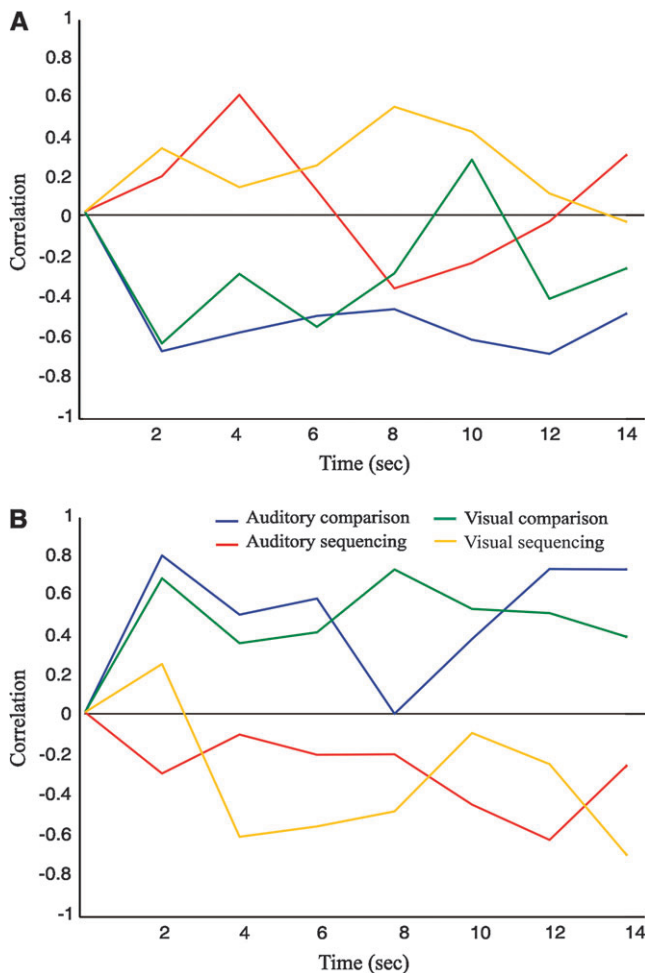 A
1
0.8
0.6
0.4
0.2
0
-0.2
-0.4
-0.6
-0.8
-1
Correlation
2 4 6 8 10 12 14
Time (sec)
B
1
0.8
0.6
0.4
0.2
0
-0.2
-0.4
-0.6
-0.8
-1
Correlation
Auditory comparison Visual comparison
Auditory sequencing Visual sequencing
2 4 6 8 10 12 14
Time (sec)